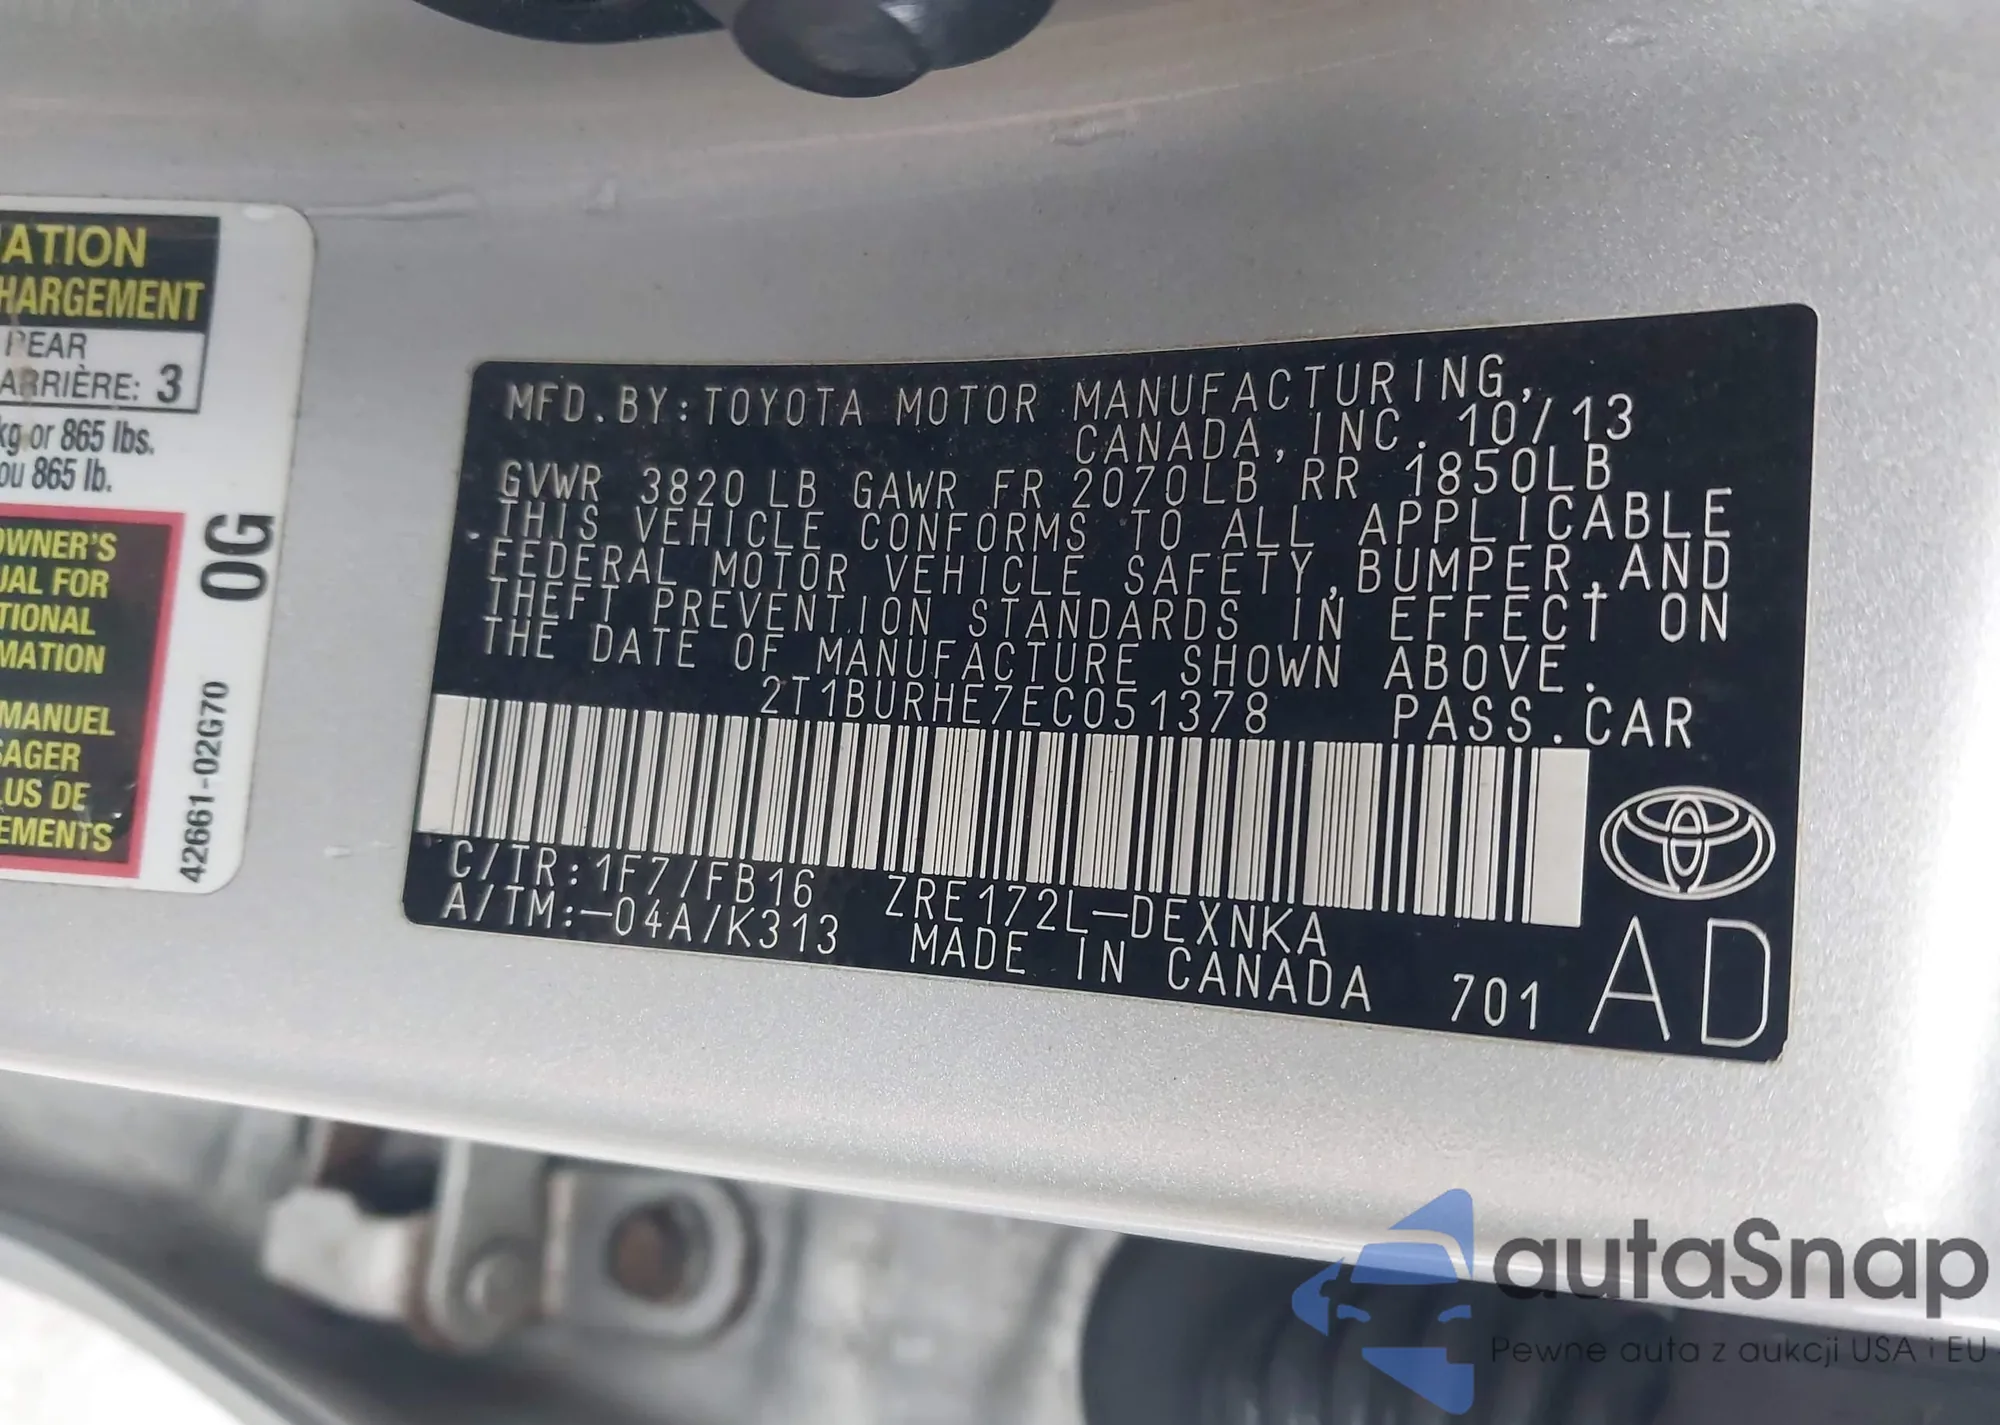 ATION
HARGEMENT
REAR
ARRIÈRE: 3
kg or 865 lbs.
ou 865 lb.
OWNER'S
UAL FOR
TIONAL
MATION
MANUEL
SAGER
LUS DE
EMENTS
42661-02G70
0G
MFD.BY:TOYOTA MOTOR MANUFACTURING,
CANADA,INC. 10/13
GVWR 3820LB GAWR FR 2070LB RR 1850LB
THIS VEHICLE CONFORMS TO ALL APPLICABLE
FEDERAL MOTOR VEHICLE SAFETY,BUMPER,AND
THEFT PREVENTION STANDARDS IN EFFECT ON
THE DATE OF MANUFACTURE SHOWN ABOVE.
2T1BURHE7EC051378 PASS.CAR
C/TR:1F7/FB16 ZRE172L-DEXNKA
A/TM:-04A/K313 MADE IN CANADA 701 AD
autaSnap
Pewne auta z aukcji USA i EU